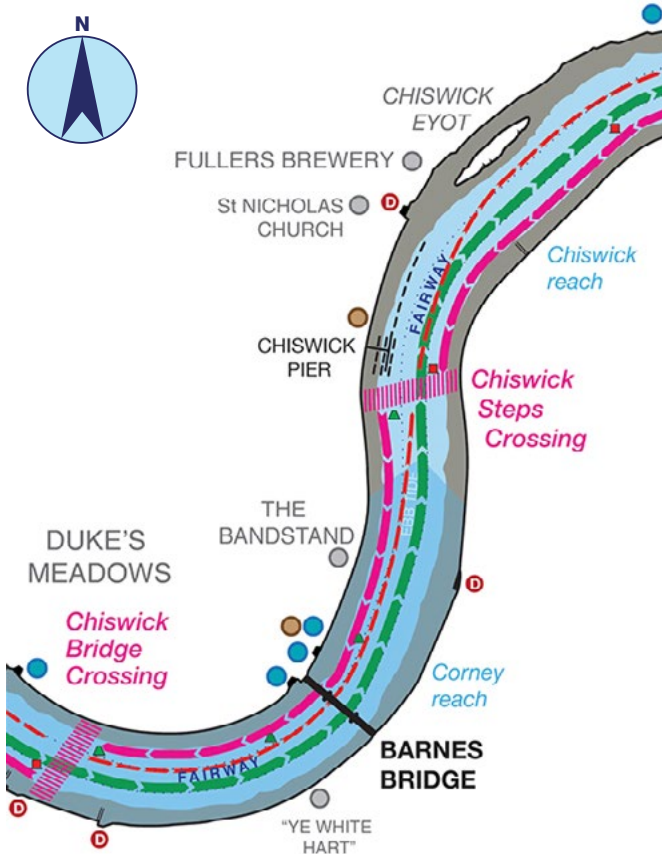 N
CHISWICK
EYOT
FULLERS BREWERY
D
St NICHOLAS
CHURCH
Chiswick
reach
FAIRWAY
CHISWICK
PIER
Chiswick
Steps
Crossing
EBB TIDE
THE
BANDSTAND
DUKE'S
MEADOWS
D
Chiswick
Bridge
Crossing
Corney
reach
BARNES
BRIDGE
FAIRWAY
D
D
"YE WHITE
HART"